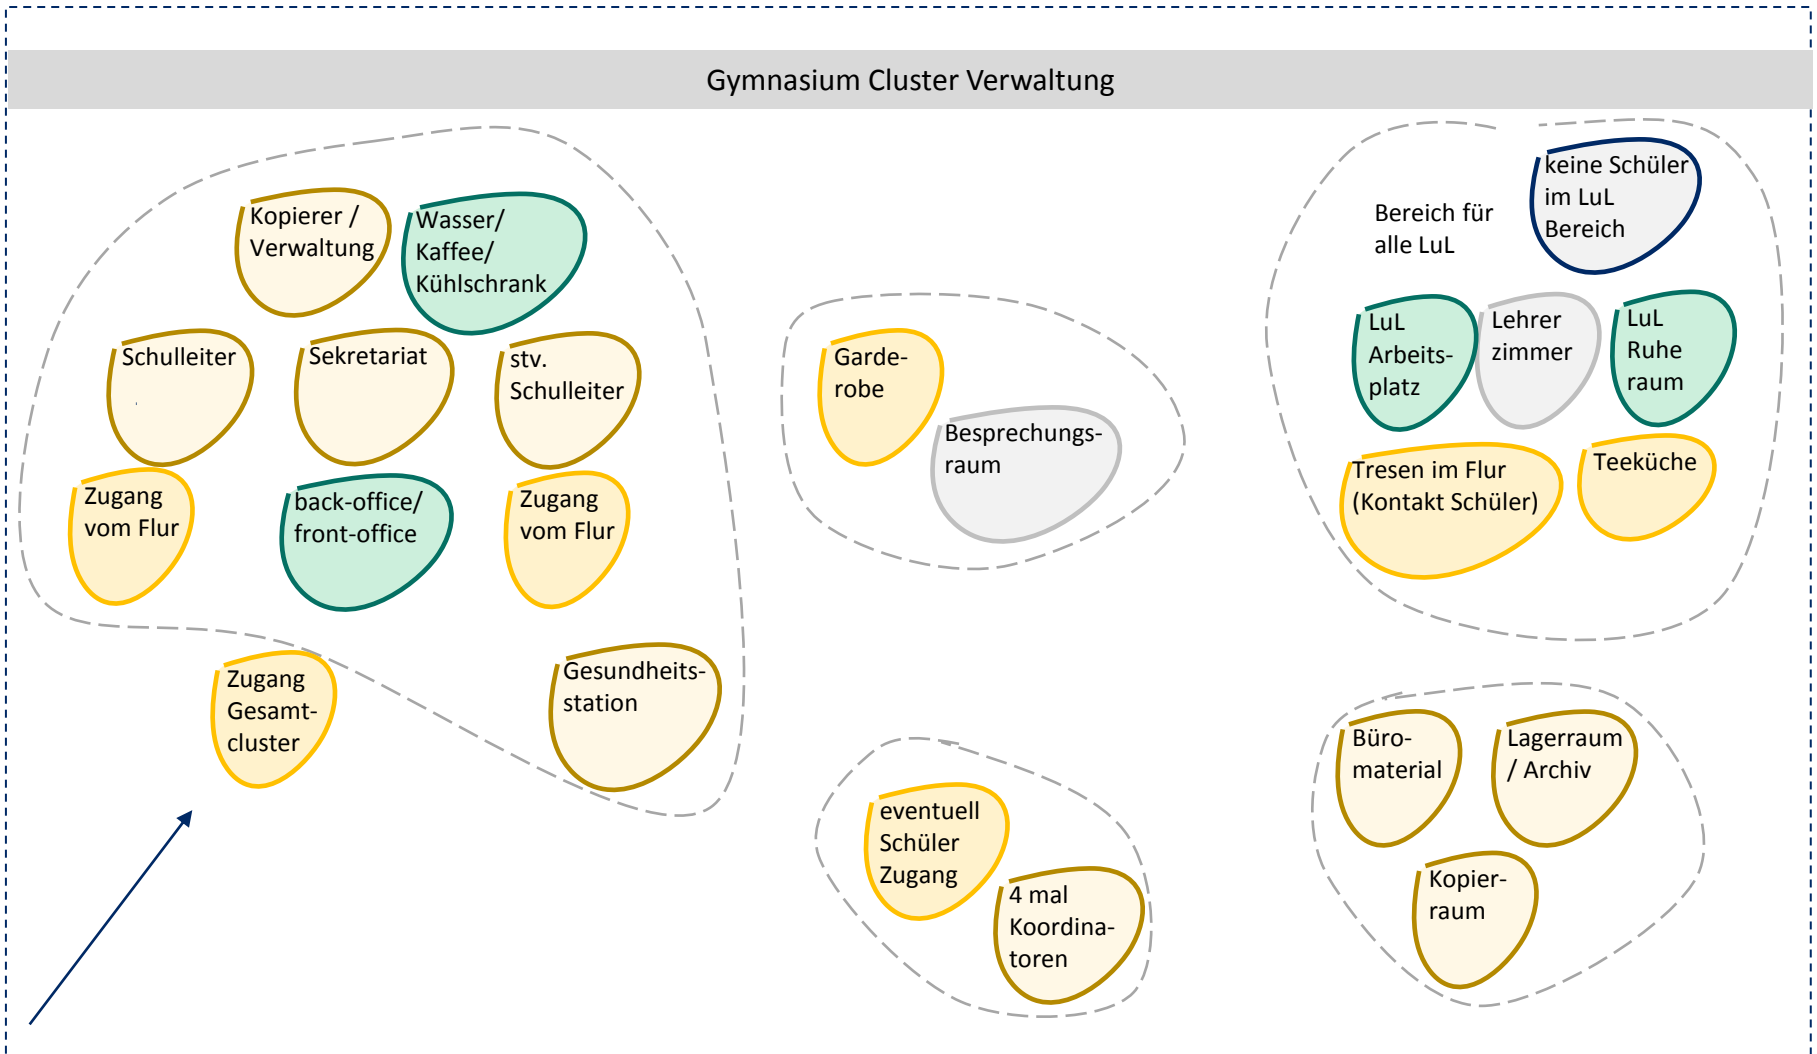 Gymnasium Cluster Verwaltung
Kopierer /
Verwaltung
Wasser/
Kaffee/
Kühlschrank
Schulleiter
Sekretariat
stv.
Schulleiter
Zugang
vom Flur
back-office/
front-office
Zugang
vom Flur
Zugang
Gesamt-
cluster
Gesundheits-
station
Garde-
robe
Besprechungs-
raum
eventuell
Schüler
Zugang
4 mal
Koordina-
toren
Bereich für
alle LuL
keine Schüler
im LuL
Bereich
LuL
Arbeits-
platz
Lehrer
zimmer
LuL
Ruhe
raum
Tresen im Flur
(Kontakt Schüler)
Teeküche
Büro-
material
Lagerraum
/ Archiv
Kopier-
raum